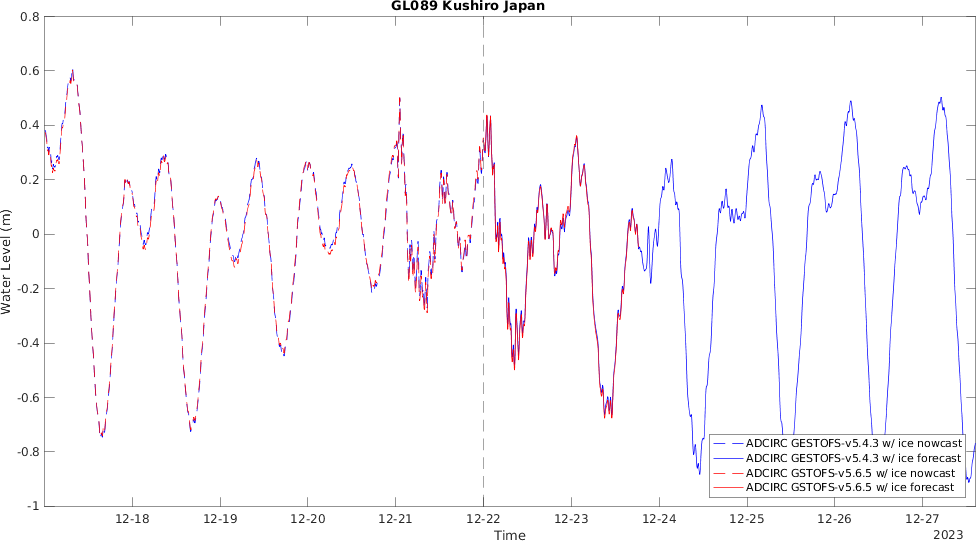 GL089 Kushiro Japan
0.8
0.6
0.4
0.2
0
-0.2
-0.4
-0.6
-0.8
-1
Water Level (m)
12-18 12-19 12-20 12-21 12-22 12-23 12-24 12-25 12-26 12-27
Time
2023
ADCIRC GESTOFS-v5.4.3 w/ ice nowcast
ADCIRC GESTOFS-v5.4.3 w/ ice forecast
ADCIRC GSTOFS-v5.6.5 w/ ice nowcast
ADCIRC GSTOFS-v5.6.5 w/ ice forecast